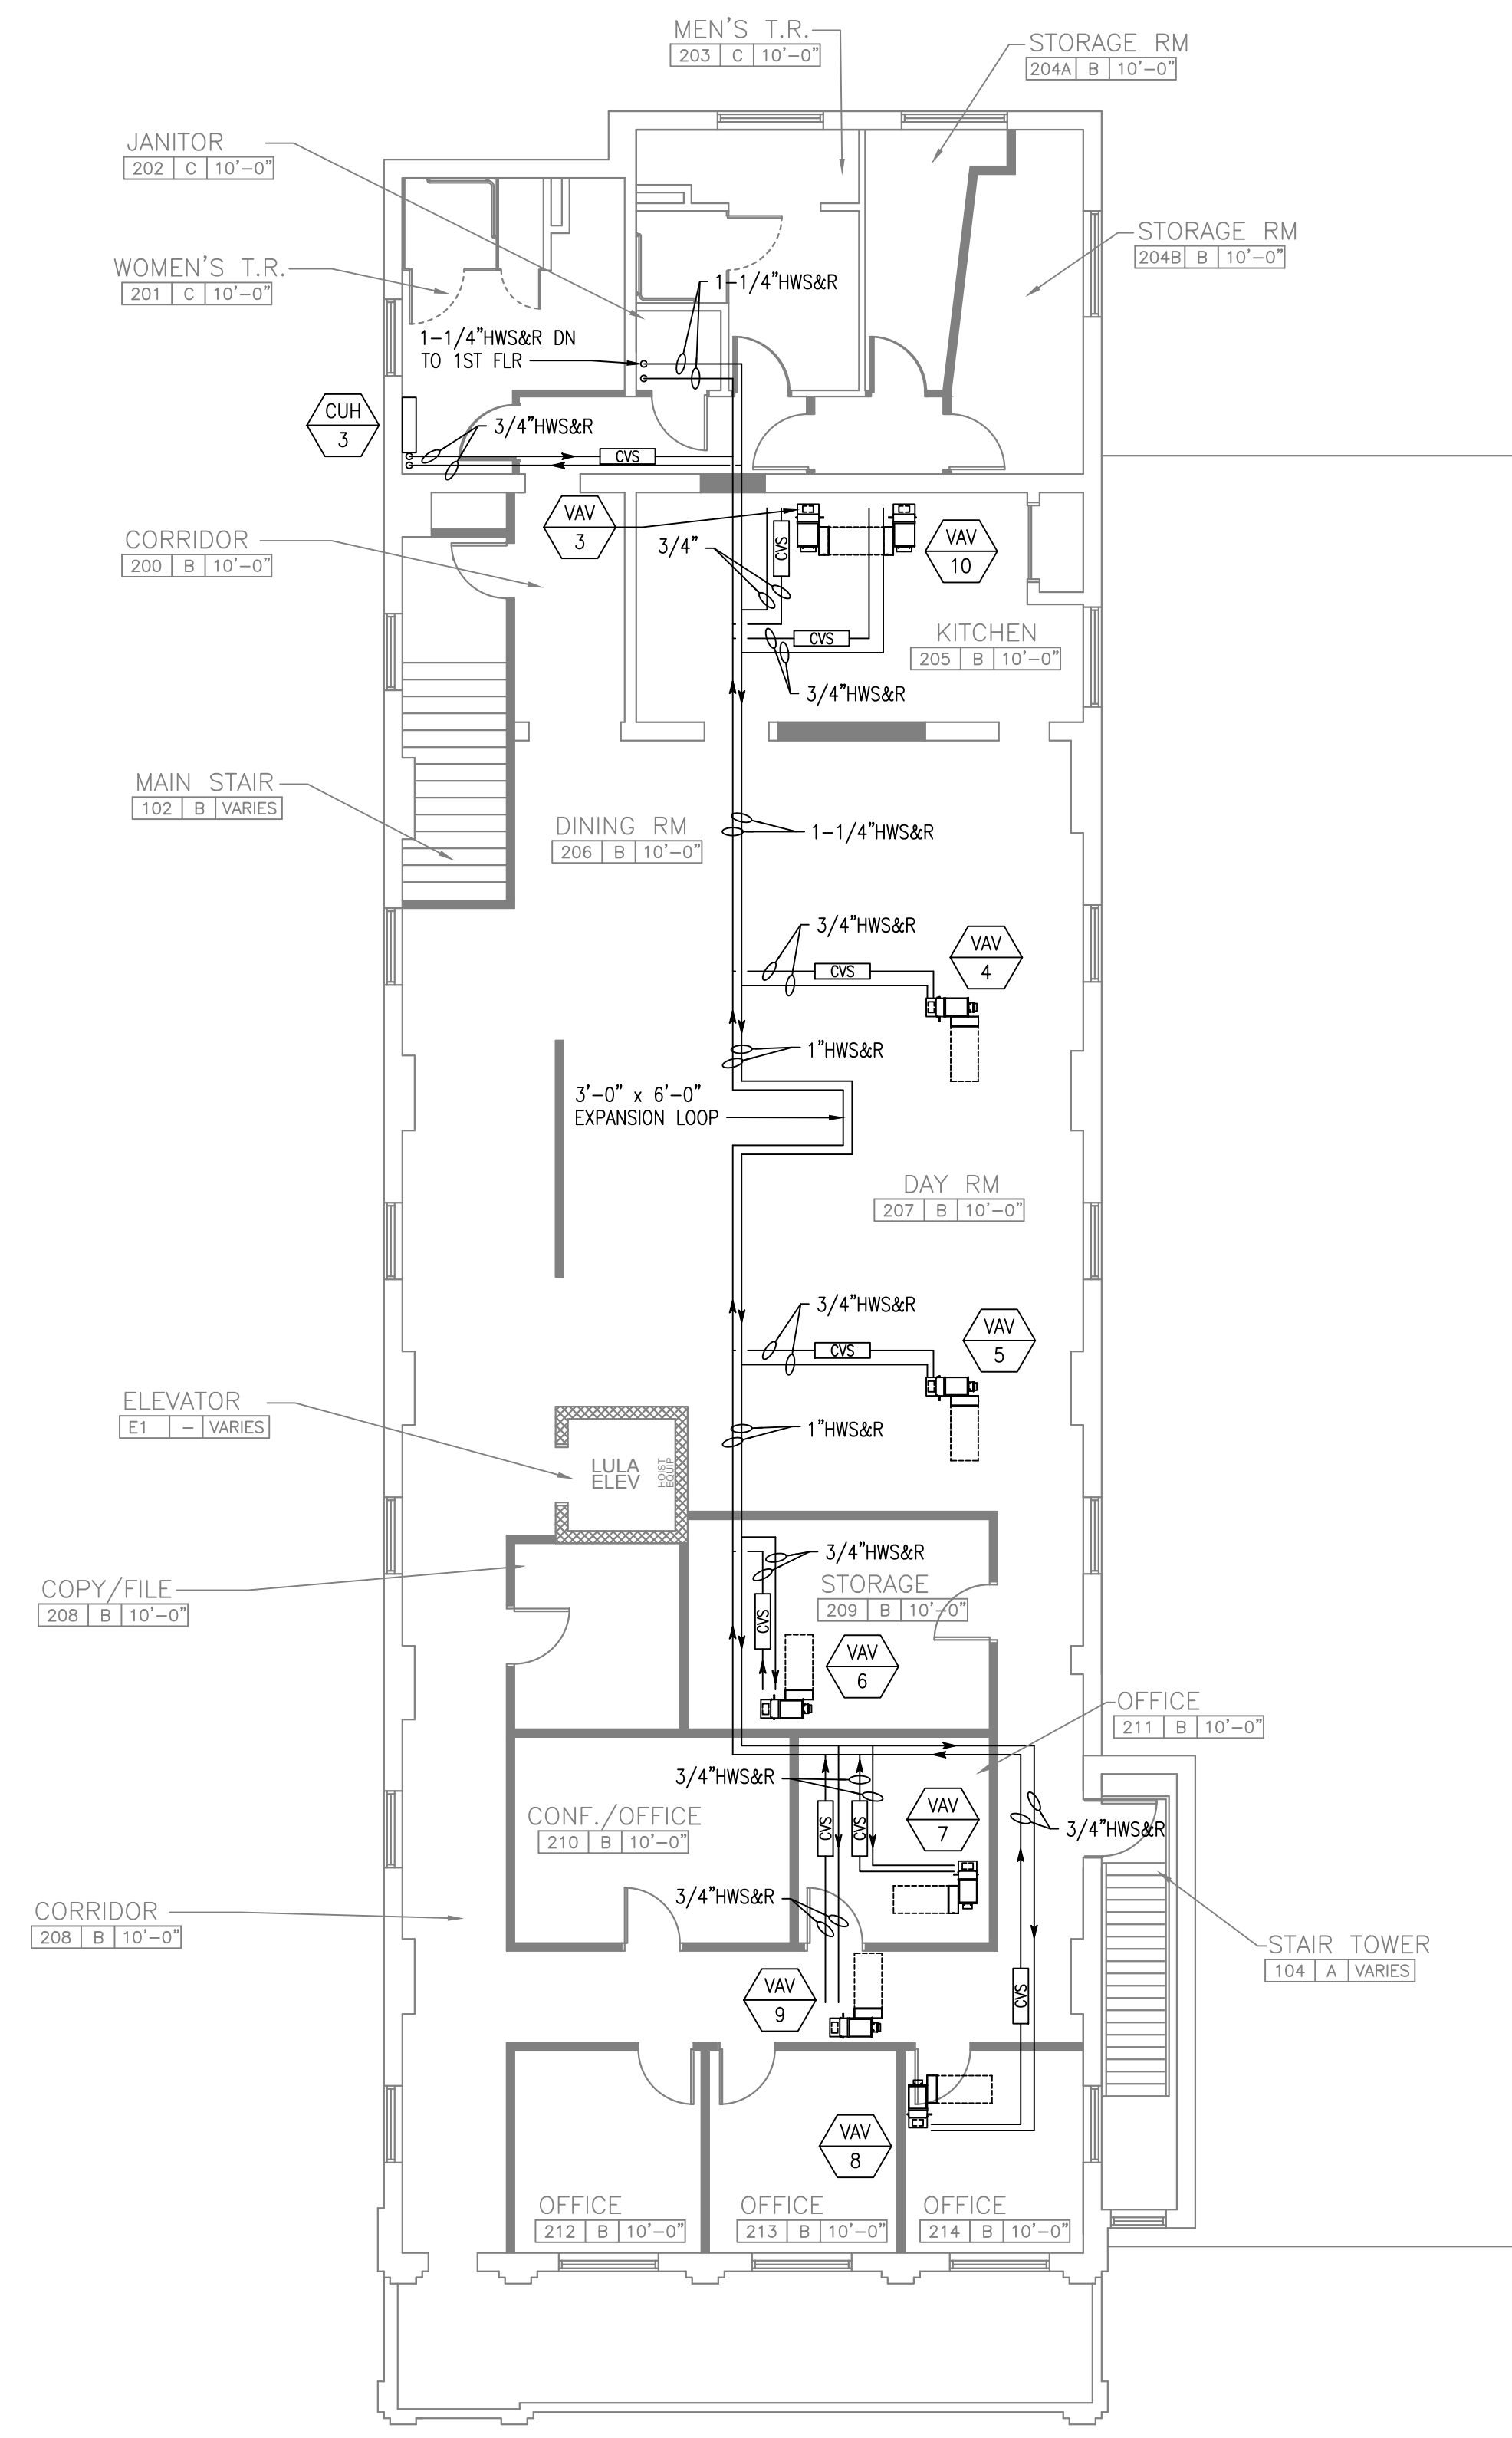 MEN'S T.R.
203 C 10'-0"
STORAGE RM
204A B 10'-0"
JANITOR
202 C 10'-0"
STORAGE RM
204B B 10'-0"
WOMEN'S T.R.
201 C 10'-0"
1-1/4"HWS&R
1-1/4"HWS&R DN
TO 1ST FLR
CUH
3
3/4"HWS&R
CVS
VAV
3
CORRIDOR
200 B 10'-0"
3/4"
CVS
VAV
10
CVS
KITCHEN
205 B 10'-0"
3/4"HWS&R
MAIN STAIR
102 B VARIES
DINING RM
206 B 10'-0"
1-1/4"HWS&R
3/4"HWS&R
CVS
VAV
4
1"HWS&R
3'-0" x 6'-0"
EXPANSION LOOP
DAY RM
207 B 10'-0"
3/4"HWS&R
CVS
VAV
5
ELEVATOR
E1 - VARIES
1"HWS&R
LULA
ELEV
HOIST
EQUIP
3/4"HWS&R
COPY/FILE
208 B 10'-0"
STORAGE
209 B 10'-0"
CVS
VAV
6
OFFICE
211 B 10'-0"
3/4"HWS&R
CONF./OFFICE
210 B 10'-0"
CVS
CVS
VAV
7
3/4"HWS&R
3/4"HWS&R
CORRIDOR
208 B 10'-0"
STAIR TOWER
104 A VARIES
VAV
9
CVS
VAV
8
OFFICE
212 B 10'-0"
OFFICE
213 B 10'-0"
OFFICE
214 B 10'-0"